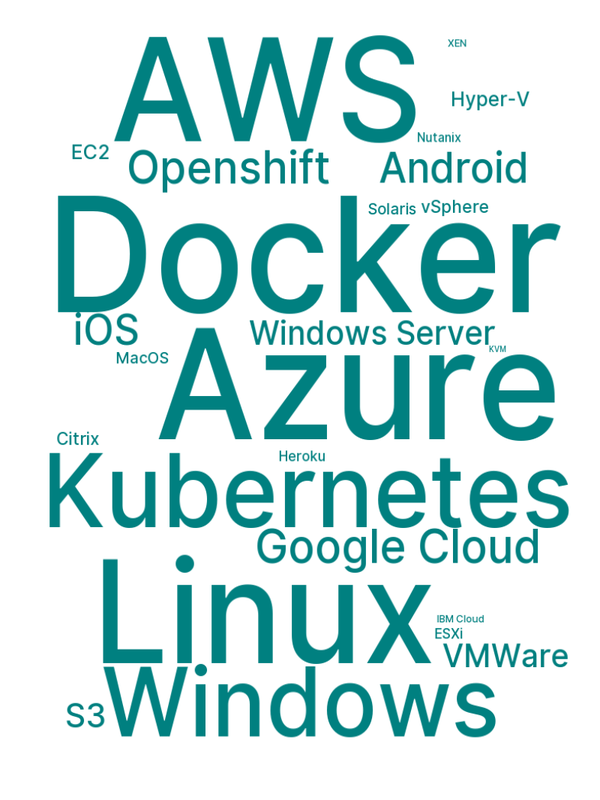 AWS
XEN
Hyper-V
Nutanix
EC2
Openshift
Android
Docker
Solaris
vSphere
iOS
Windows Server
KVM
MacOS
Azure
Citrix
Heroku
Kubernetes
Google Cloud
Linux
IBM Cloud
ESXi
VMWare
S3
Windows